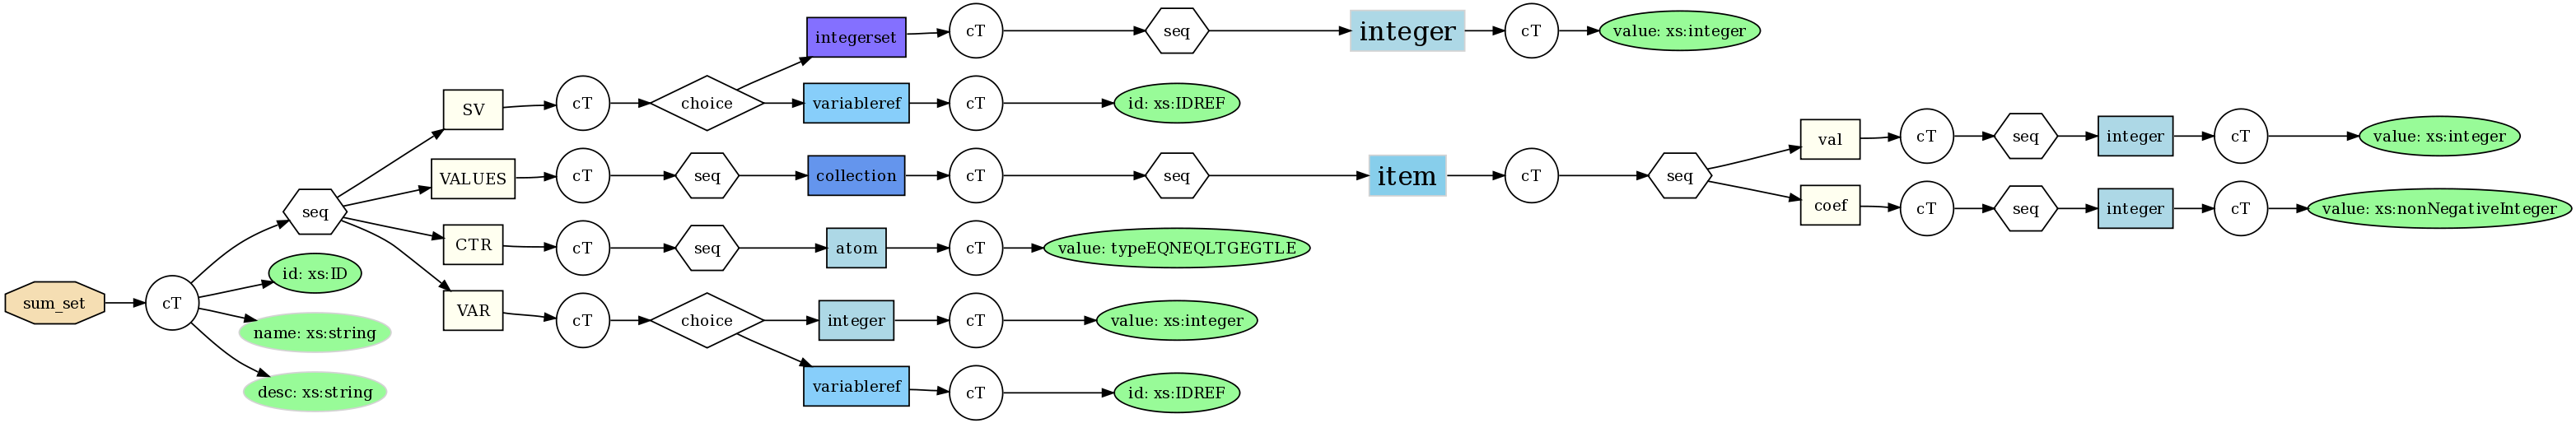 sum_set
cT
seq
id: xs:ID
name: xs:string
desc: xs:string
SV
cT
choice
integerset
cT
seq
integer
cT
value: xs:integer
variableref
cT
id: xs:IDREF
VALUES
cT
seq
collection
cT
seq
item
cT
seq
val
cT
seq
integer
cT
value: xs:integer
coef
cT
seq
integer
cT
value: xs:nonNegativeInteger
CTR
cT
seq
atom
cT
value: typeEQNEQLTGEGTLE
VAR
cT
choice
integer
cT
value: xs:integer
variableref
cT
id: xs:IDREF